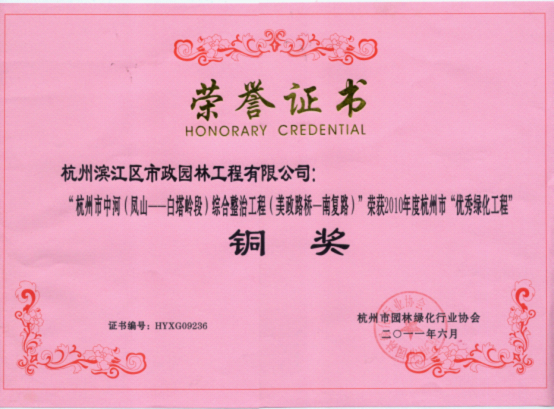 荣誉证书
HONORARY CREDENTIAL
杭州滨江区市政园林工程有限公司:
“杭州市中河(凤山——白塔岭段)综合整治工程(美政路桥—南复路)”荣获2010年度杭州市“优秀绿化工程”
铜奖
证书编号:HYXG09236
杭州市园林绿化行业协会
二〇一一年六月